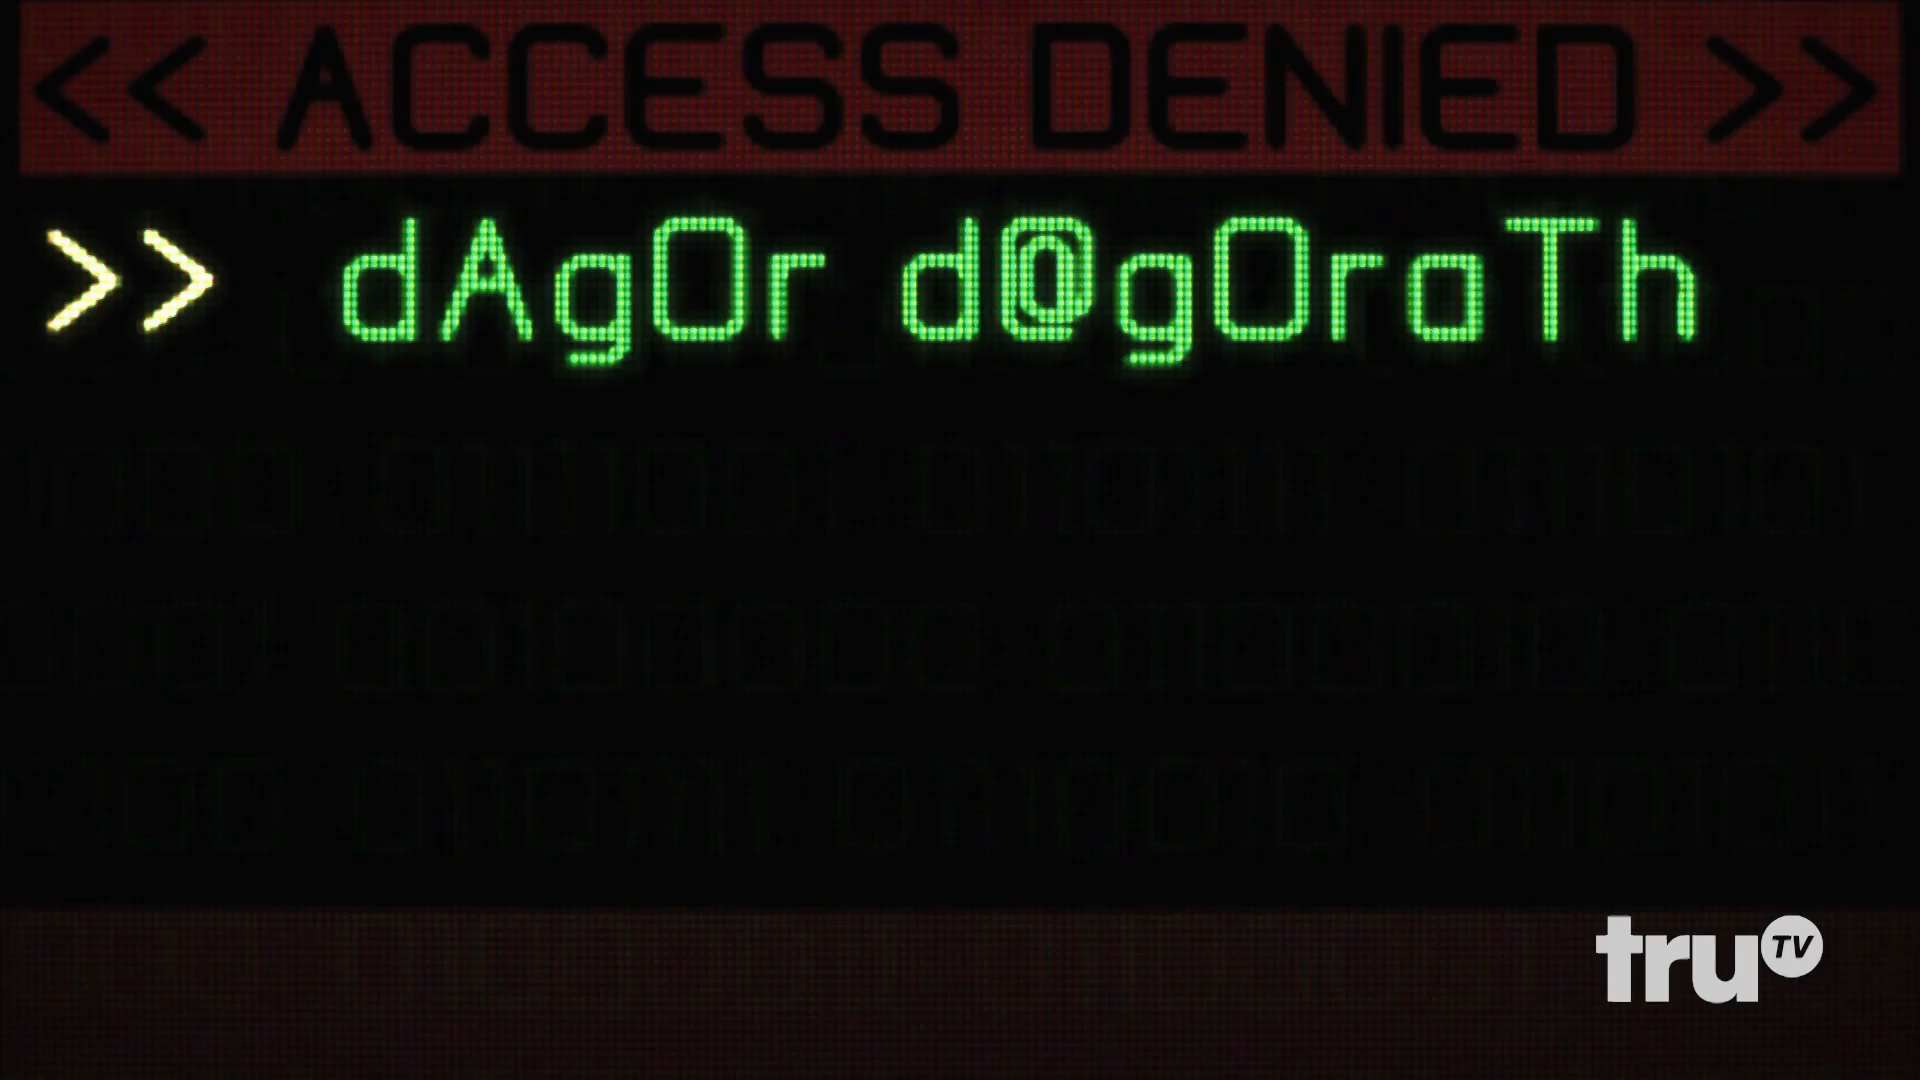 << ACCESS DENIED >>
>> dAgOr d@gOraTh
truTV